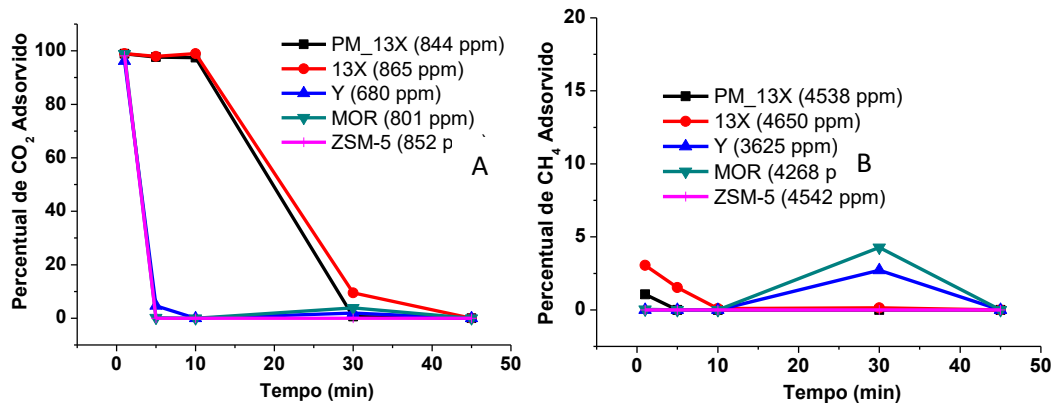 Percentual de CO2 Adsorvido
100
80
60
40
20
0
PM_13X (844 ppm)
13X (865 ppm)
Y (680 ppm)
MOR (801 ppm)
ZSM-5 (852 p
A
0 10 20 30 40 50
Tempo (min)
Percentual de CH4 Adsorvido
20
15
10
5
0
PM_13X (4538 ppm)
13X (4650 ppm)
Y (3625 ppm)
MOR (4268 p
B
ZSM-5 (4542 ppm)
0 10 20 30 40 50
Tempo (min)